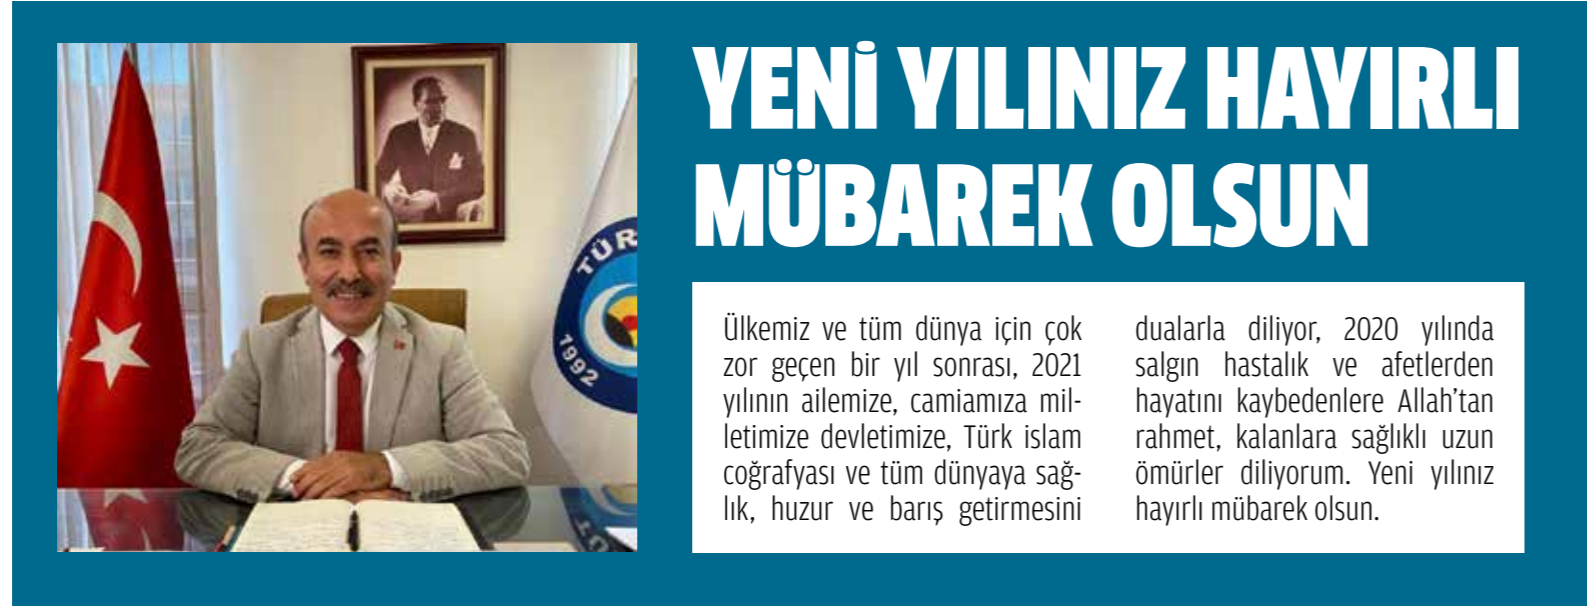 YENİ YILINIZ HAYIRLI
MÜBAREK OLSUN
Ülkemiz ve tüm dünya için çok
zor geçen bir yıl sonrası, 2021
yılının ailemize, camiamıza mil-
letimize devletimize, Türk islam
coğrafyası ve tüm dünyaya sağ-
lık, huzur ve barış getirmesini
dualarla diliyor, 2020 yılında
salgın hastalık ve afetlerden
hayatını kaybedenlere Allah’tan
rahmet, kalanlara sağlıklı uzun
ömürler diliyorum. Yeni yılınız
hayırlı mübarek olsun.
TÜR
1992